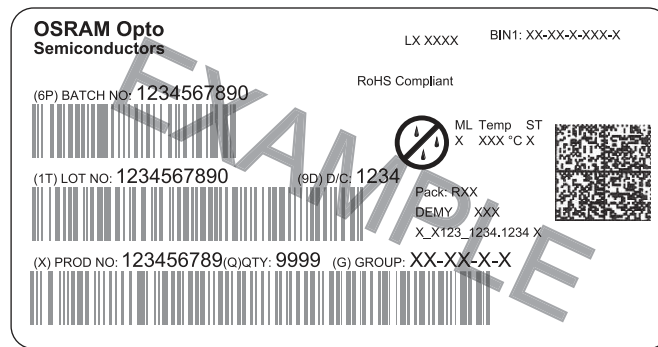 OSRAM Opto
Semiconductors
LX XXXX
BIN1: XX-XX-X-XXX-X
RoHS Compliant
(6P) BATCH NO: 1234567890
ML Temp ST
X XXX °C X
(1T) LOT NO: 1234567890 (9D) D/C: 1234
Pack: RXX
DEMY XXX
X_X123_1234.1234 X
(X) PROD NO: 123456789(Q)QTY: 9999 (G) GROUP: XX-XX-X-X
EXAMPLE